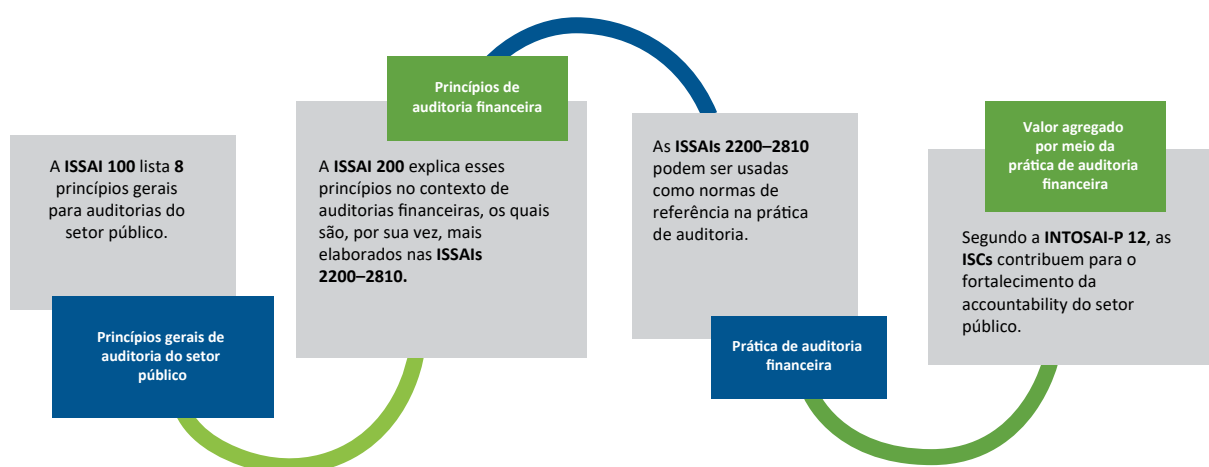 A ISSAI 100 lista 8
princípios gerais
para auditorias do
setor público.
Princípios gerais de
auditoria do setor
público
Princípios de
auditoria financeira
A ISSAI 200 explica esses
princípios no contexto de
auditorias financeiras, os quais
são, por sua vez, mais
elaborados nas ISSAIs
2200–2810.
As ISSAIs 2200–2810
podem ser usadas
como normas de
referência na prática
de auditoria.
Prática de auditoria
financeira
Valor agregado
por meio da
prática de auditoria
financeira
Segundo a INTOSAI-P 12, as
ISCs contribuem para o
fortalecimento da
accountability do setor
público.